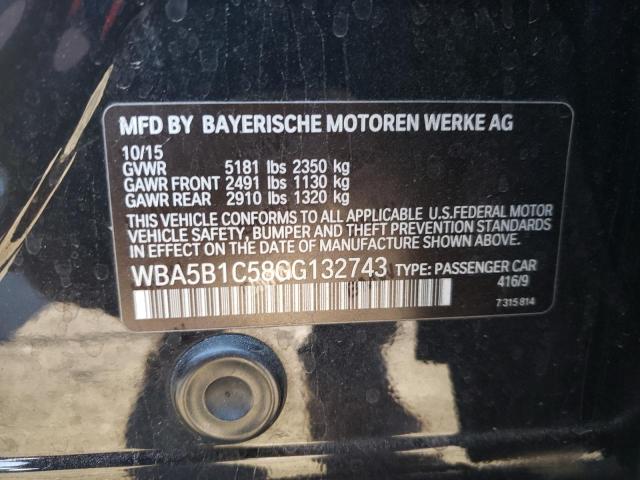 MFD BY BAYERISCHE MOTOREN WERKE AG
10/15
GVWR 5181 lbs 2350 kg
GAWR FRONT 2491 lbs 1130 kg
GAWR REAR 2910 lbs 1320 kg
THIS VEHICLE CONFORMS TO ALL APPLICABLE U.S.FEDERAL MOTOR
VEHICLE SAFETY, BUMPER AND THEFT PREVENTION STANDARDS
IN EFFECT ON THE DATE OF MANUFACTURE SHOWN ABOVE.
WBA5B1C58GG132743 TYPE: PASSENGER CAR
416/9
7 315 814